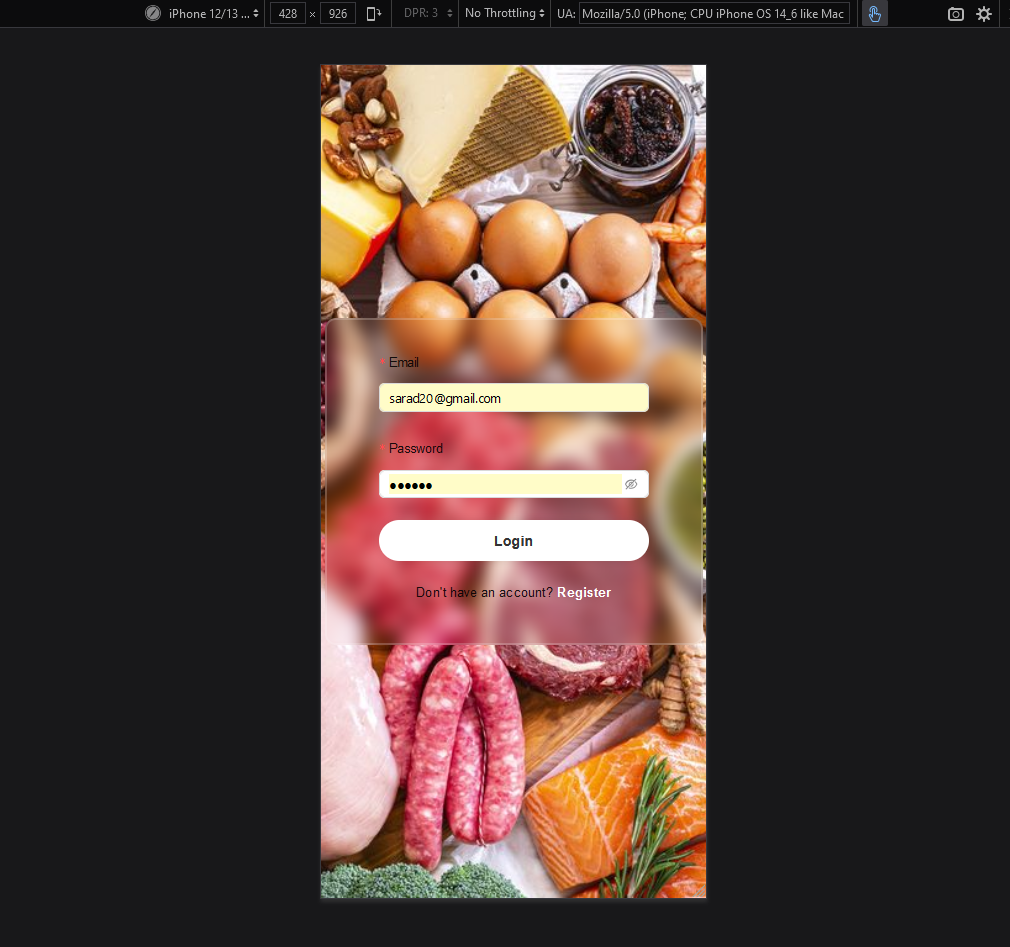 iPhone 12/13 ... 428 × 926 DPR: 3 No Throttling UA: Mozilla/5.0 (iPhone; CPU iPhone OS 14_6 like Mac
* Email
sarad20@gmail.com
* Password
••••••
Login
Don't have an account? Register